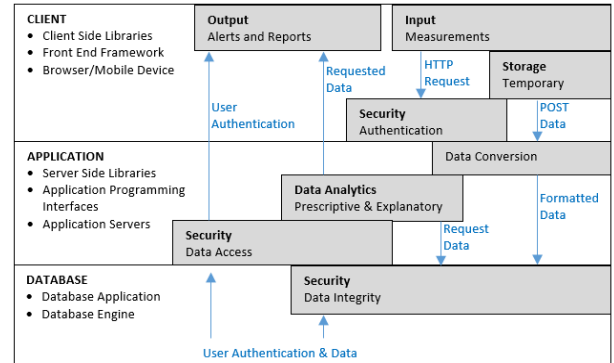 CLIENT
• Client Side Libraries
• Front End Framework
• Browser/Mobile Device
Output
Alerts and Reports
Input
Measurements
Storage
Temporary
HTTP
Request
Requested
Data
User
Authentication
Security
Authentication
POST
Data
APPLICATION
• Server Side Libraries
• Application Programming
Interfaces
• Application Servers
Data Conversion
Data Analytics
Prescriptive & Explanatory
Formatted
Data
Request
Data
Security
Data Access
DATABASE
• Database Application
• Database Engine
Security
Data Integrity
User Authentication & Data